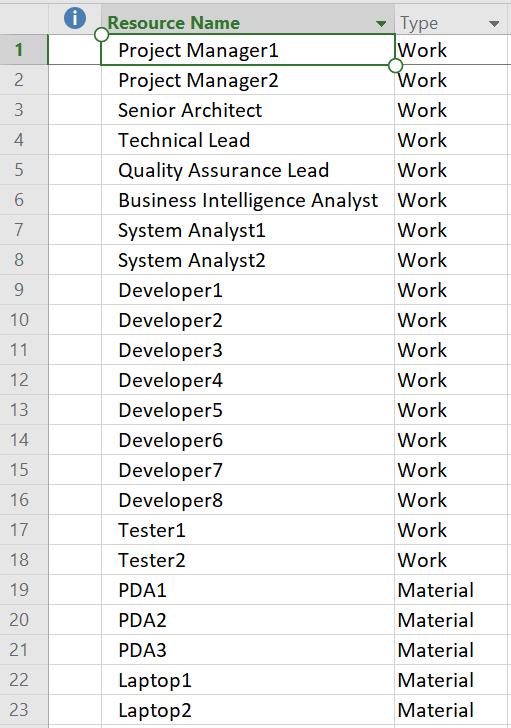 i Resource Name Type
1 Project Manager1 Work
2 Project Manager2 Work
3 Senior Architect Work
4 Technical Lead Work
5 Quality Assurance Lead Work
6 Business Intelligence Analyst Work
7 System Analyst1 Work
8 System Analyst2 Work
9 Developer1 Work
10 Developer2 Work
11 Developer3 Work
12 Developer4 Work
13 Developer5 Work
14 Developer6 Work
15 Developer7 Work
16 Developer8 Work
17 Tester1 Work
18 Tester2 Work
19 PDA1 Material
20 PDA2 Material
21 PDA3 Material
22 Laptop1 Material
23 Laptop2 Material